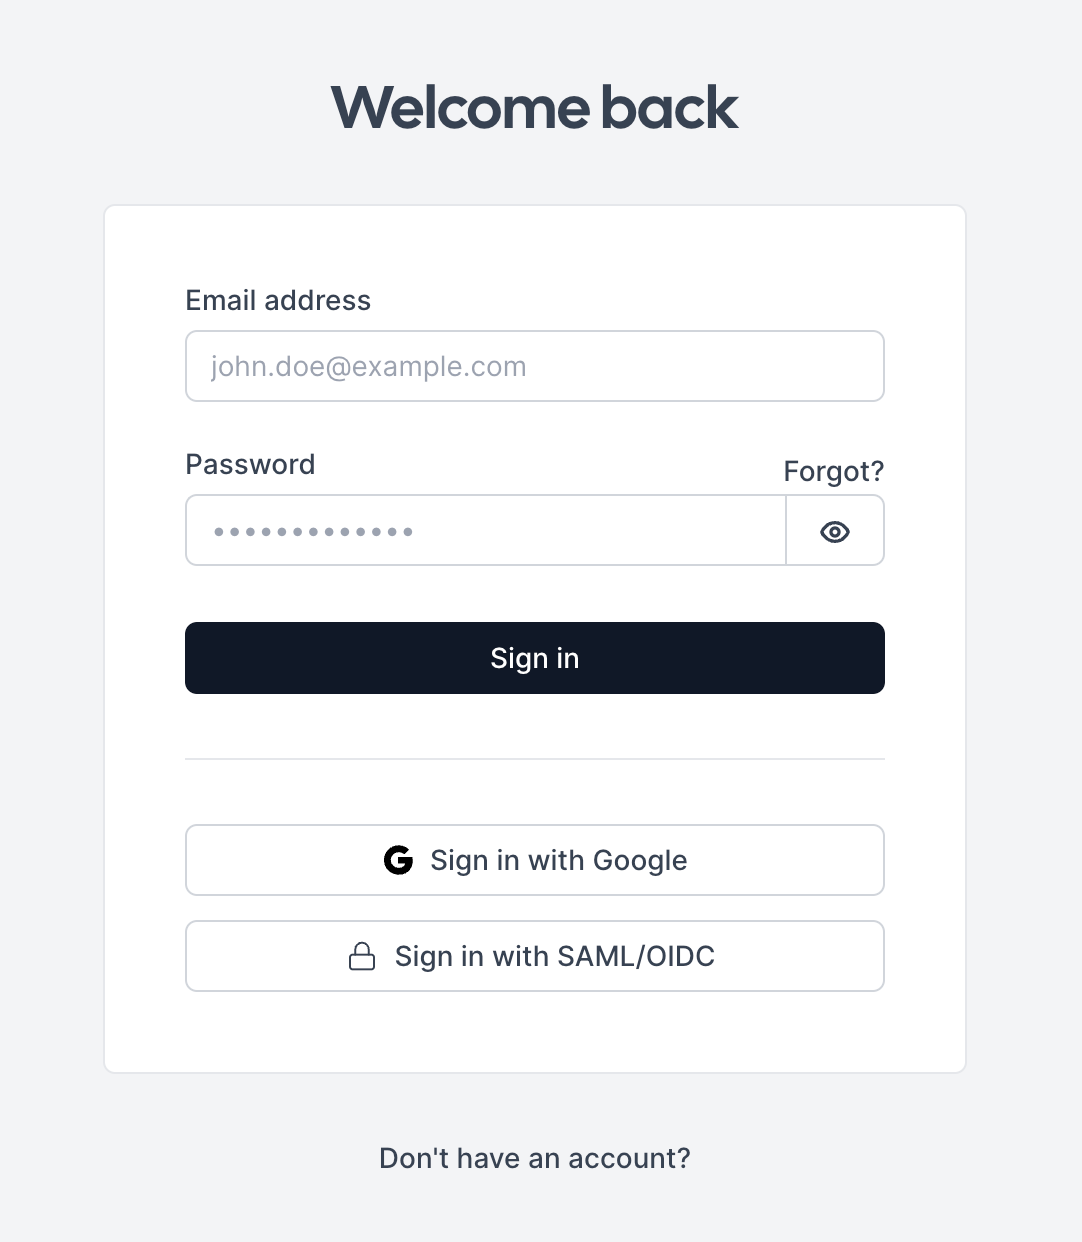 Welcome back
Email address
john.doe@example.com
Password
Forgot?
•••••••••••••
Sign in
Sign in with Google
Sign in with SAML/OIDC
Don't have an account?